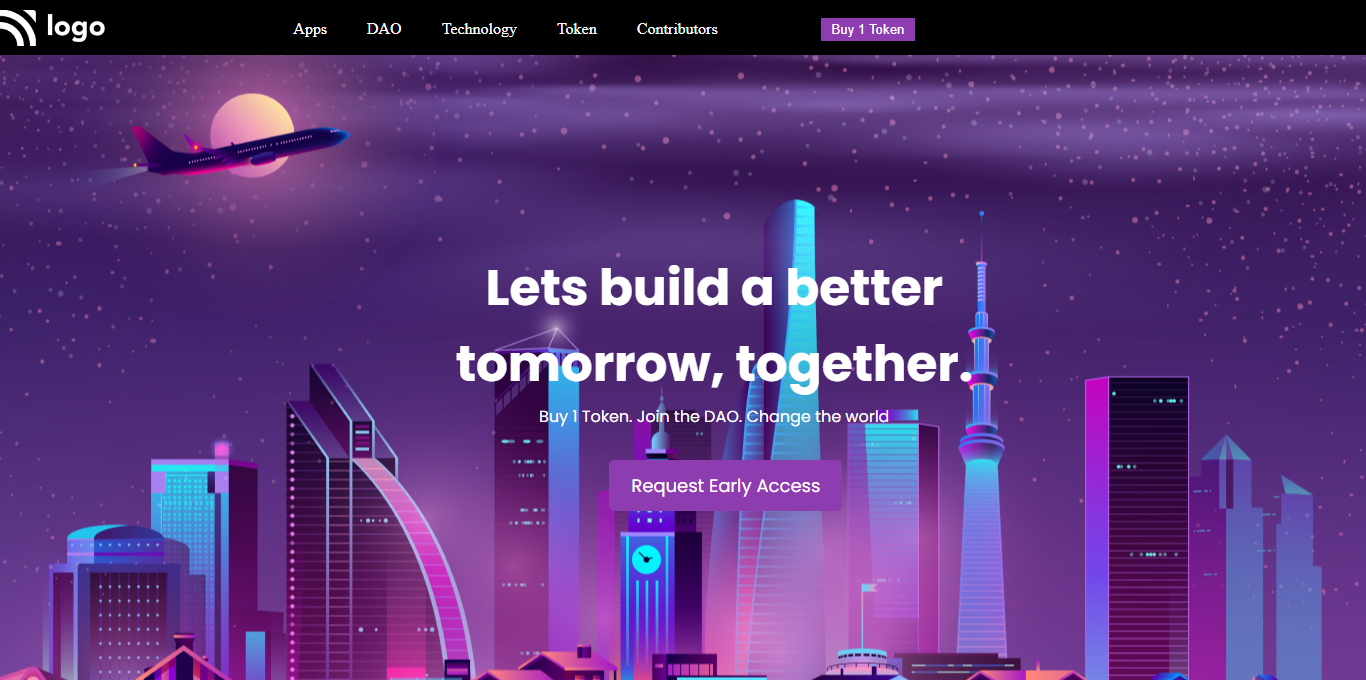 logo
Apps DAO Technology Token Contributors
Buy 1 Token
Lets build a better
tomorrow, together.
Buy 1 Token. Join the DAO. Change the world
Request Early Access